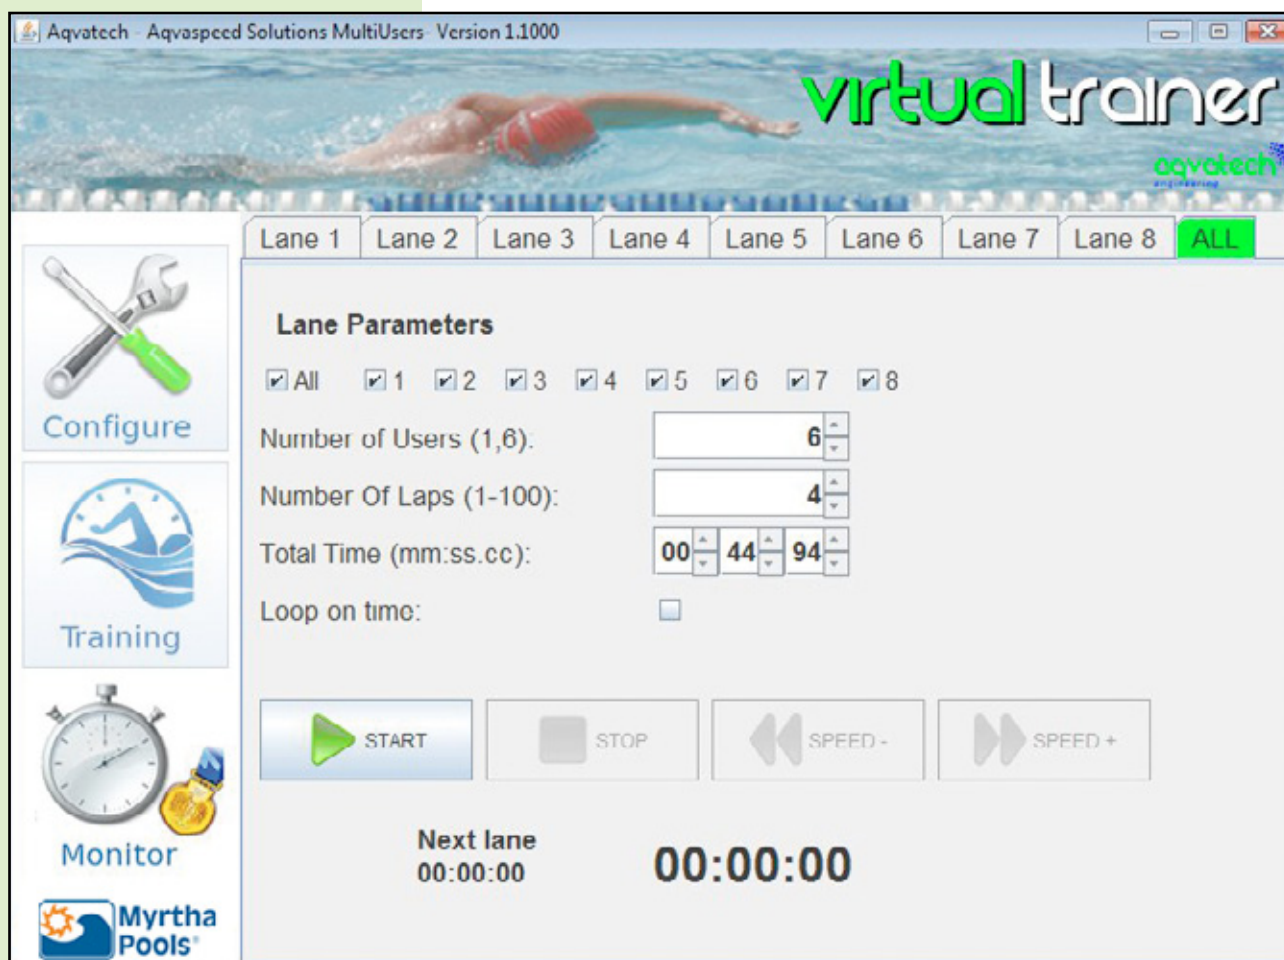 Aqvatech - Aqvaspeed Solutions MultiUsers- Version 1.1000
virtual trainer
aqvatech
engineering
Lane 1 Lane 2 Lane 3 Lane 4 Lane 5 Lane 6 Lane 7 Lane 8 ALL
Configure
Training
Monitor
Myrtha
Pools®
Lane Parameters
All 1 2 3 4 5 6 7 8
Number of Users (1,6): 6
Number Of Laps (1-100): 4
Total Time (mm:ss.cc): 00 44 94
Loop on time:
START STOP SPEED - SPEED +
Next lane
00:00:00 00:00:00